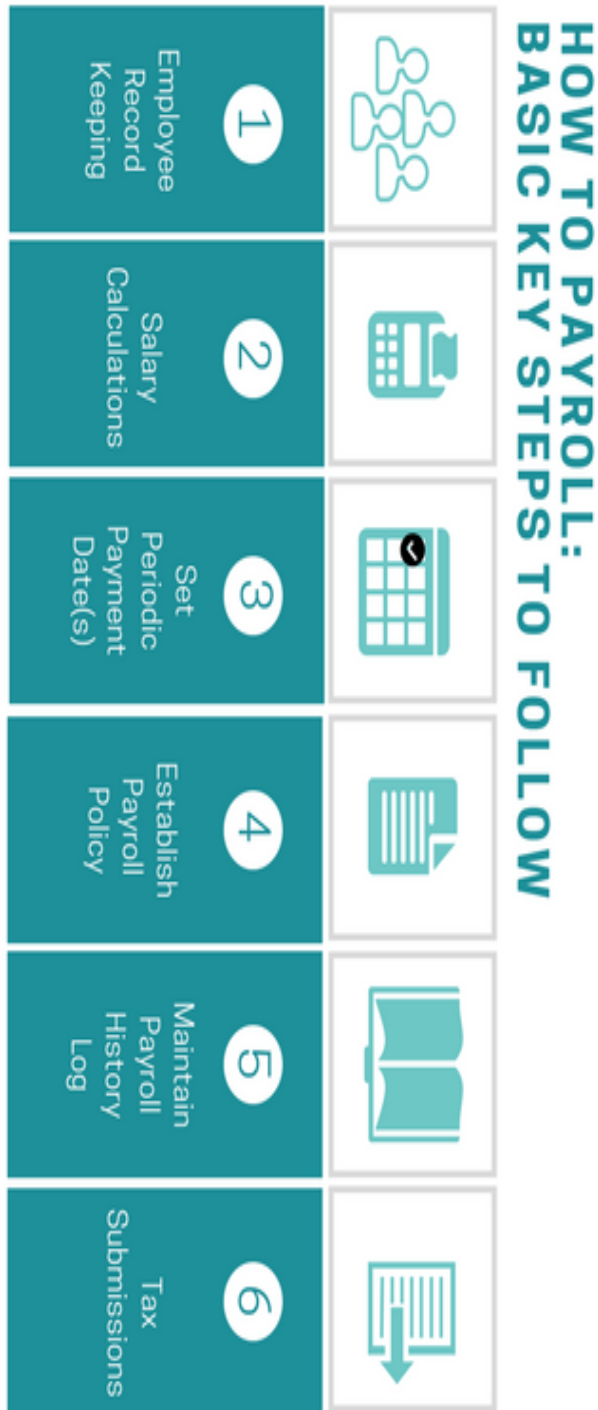 HOW TO PAYROLL:
BASIC KEY STEPS TO FOLLOW
1
Employee
Record
Keeping
2
Salary
Calculations
3
Set
Periodic
Payment
Date(s)
4
Establish
Payroll
Policy
5
Maintain
Payroll
History
Log
6
Tax
Submissions